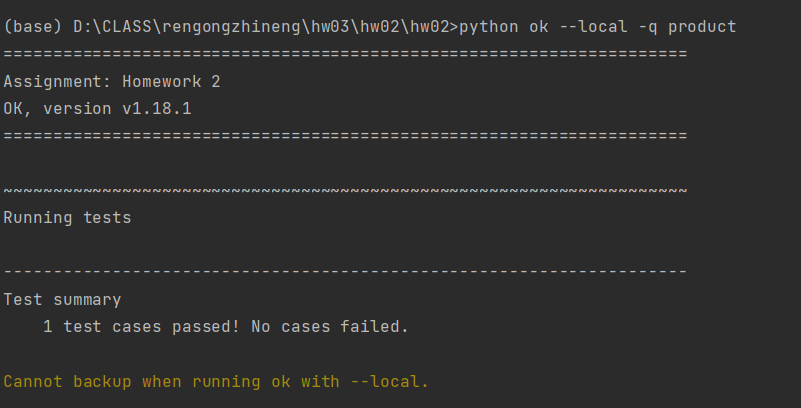 (base) D:\CLASS\rengongzhineng\hw03\hw02\hw02>python ok --local -q product
=====================================================================
Assignment: Homework 2
OK, version v1.18.1
=====================================================================
~~~~~~~~~~~~~~~~~~~~~~~~~~~~~~~~~~~~~~~~~~~~~~~~~~~~~~~~~~~~~~~~~~~~~
Running tests
---------------------------------------------------------------------
Test summary
    1 test cases passed! No cases failed.
Cannot backup when running ok with --local.